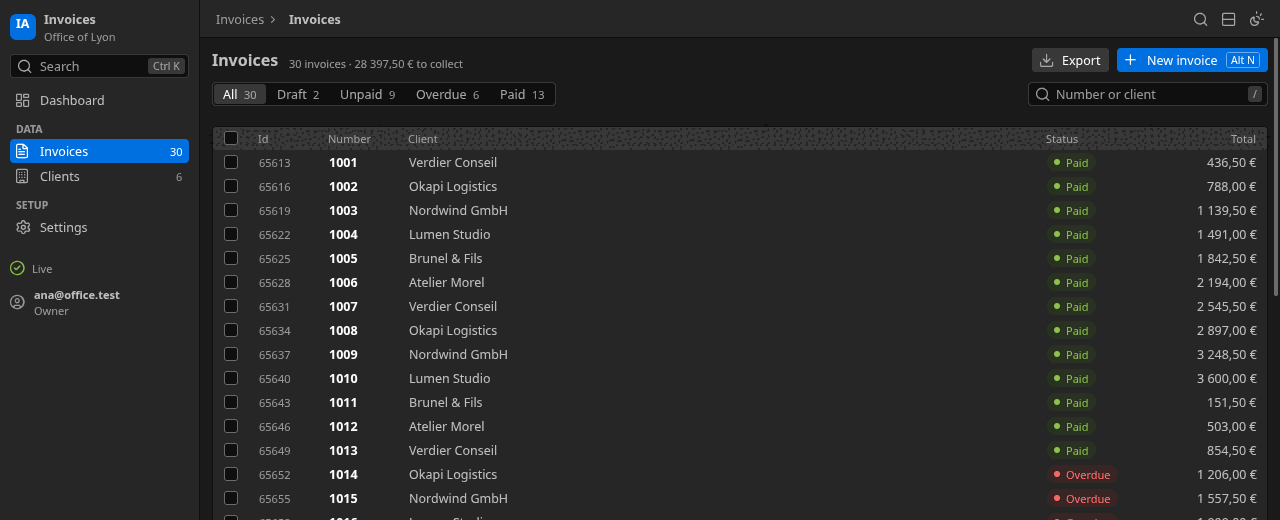 IA Invoices
Office of Lyon
Search Ctrl K
Dashboard
DATA
Invoices 30
Clients 6
SETUP
Settings
Live
ana@office.test
Owner
Invoices > Invoices
Invoices 30 invoices · 28 397,50 € to collect
Export New invoice Alt N
All 30 Draft 2 Unpaid 9 Overdue 6 Paid 13
Number or client /
Id Number Client Status Total
65613 1001 Verdier Conseil Paid 436,50 €
65616 1002 Okapi Logistics Paid 788,00 €
65619 1003 Nordwind GmbH Paid 1 139,50 €
65622 1004 Lumen Studio Paid 1 491,00 €
65625 1005 Brunel & Fils Paid 1 842,50 €
65628 1006 Atelier Morel Paid 2 194,00 €
65631 1007 Verdier Conseil Paid 2 545,50 €
65634 1008 Okapi Logistics Paid 2 897,00 €
65637 1009 Nordwind GmbH Paid 3 248,50 €
65640 1010 Lumen Studio Paid 3 600,00 €
65643 1011 Brunel & Fils Paid 151,50 €
65646 1012 Atelier Morel Paid 503,00 €
65649 1013 Verdier Conseil Paid 854,50 €
65652 1014 Okapi Logistics Overdue 1 206,00 €
65655 1015 Nordwind GmbH Overdue 1 557,50 €